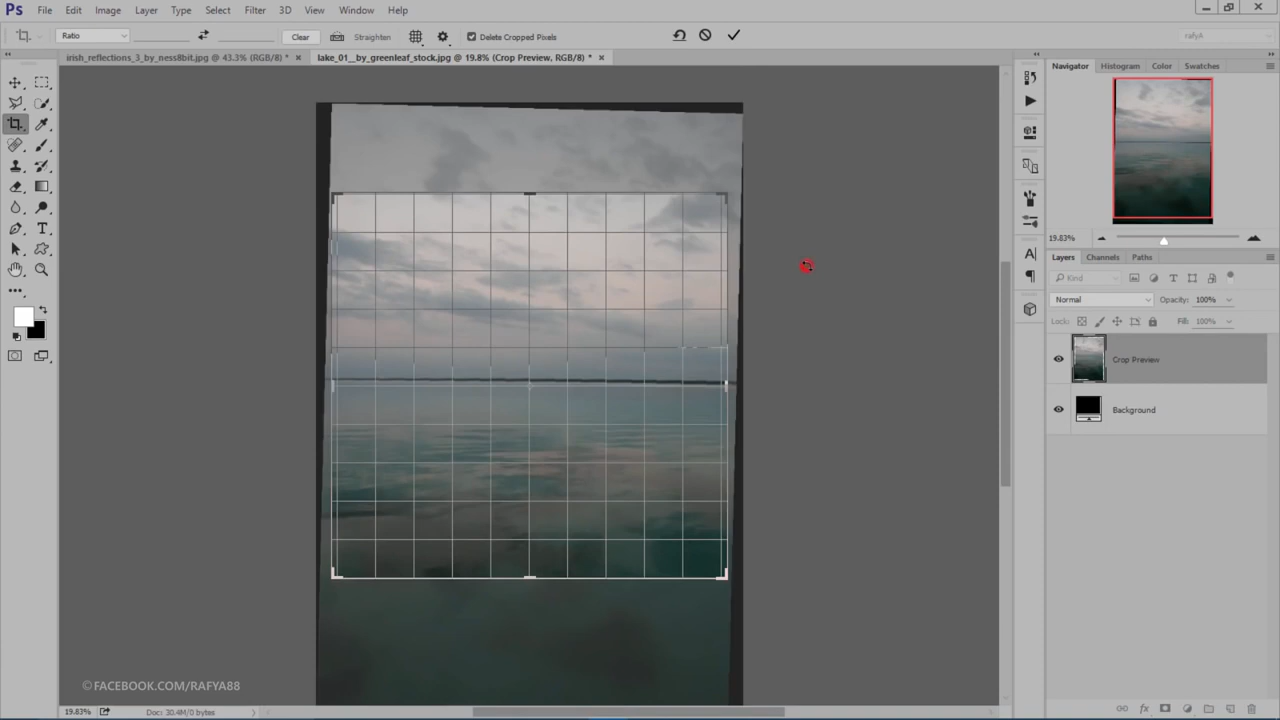 Ps File Edit Image Layer Type Select Filter 3D View Window Help
Ratio Clear Straighten Delete Cropped Pixels rafyA
irish_reflections_3_by_ness8bit.jpg @ 43.3% (RGB/8) * × lake_01__by_greenleaf_stock.jpg @ 19.8% (Crop Preview, RGB/8) * ×
Navigator Histogram Color Swatches
19.83%
Layers Channels Paths
Kind
Normal Opacity: 100%
Lock: Fill: 100%
Crop Preview
Background
©FACEBOOK.COM/RAFYA88
19.83% Doc: 30.4M/0 bytes
fx